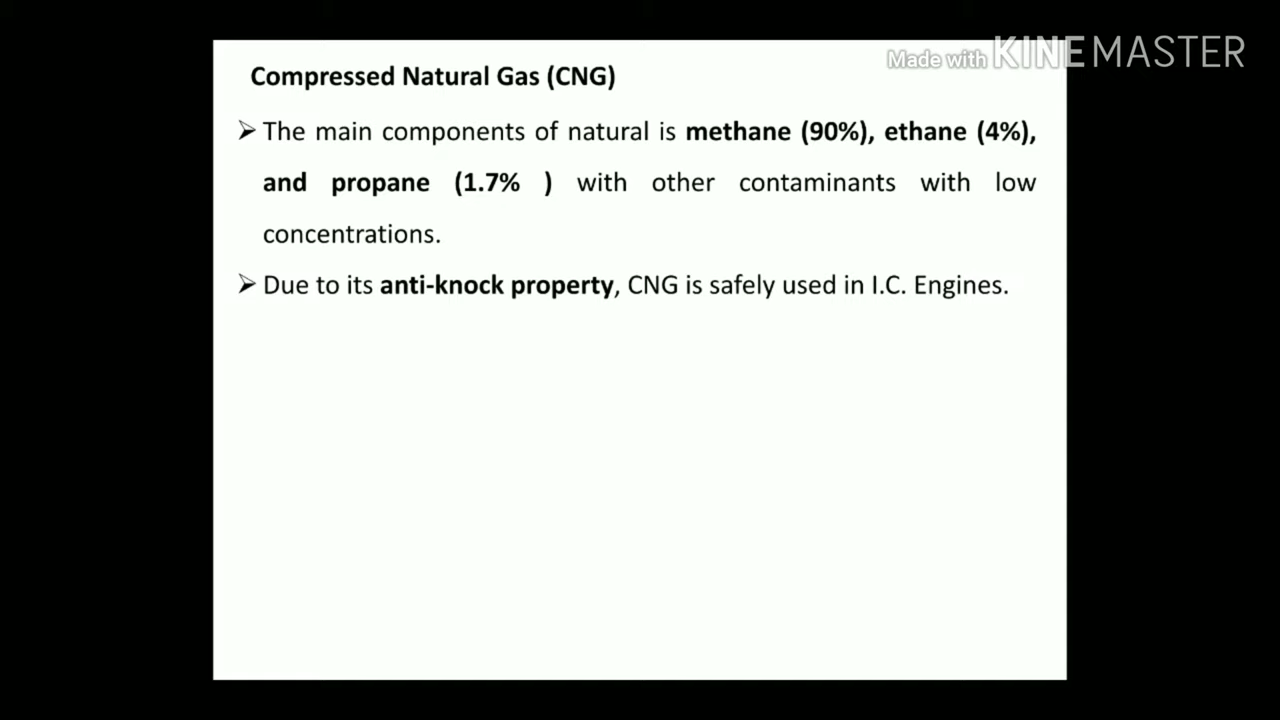 Made with KINEMASTER
Compressed Natural Gas (CNG)
➢ The main components of natural is methane (90%), ethane (4%),
and propane (1.7% ) with other contaminants with low
concentrations.
➢ Due to its anti-knock property, CNG is safely used in I.C. Engines.